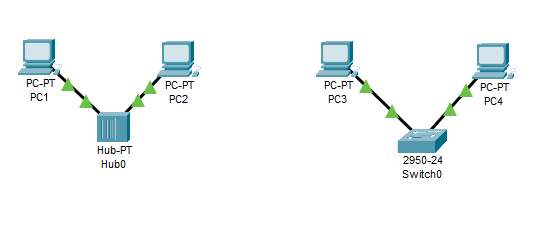 PC-PT
PC1
PC-PT
PC2
Hub-PT
Hub0
PC-PT
PC3
PC-PT
PC4
2950-24
Switch0